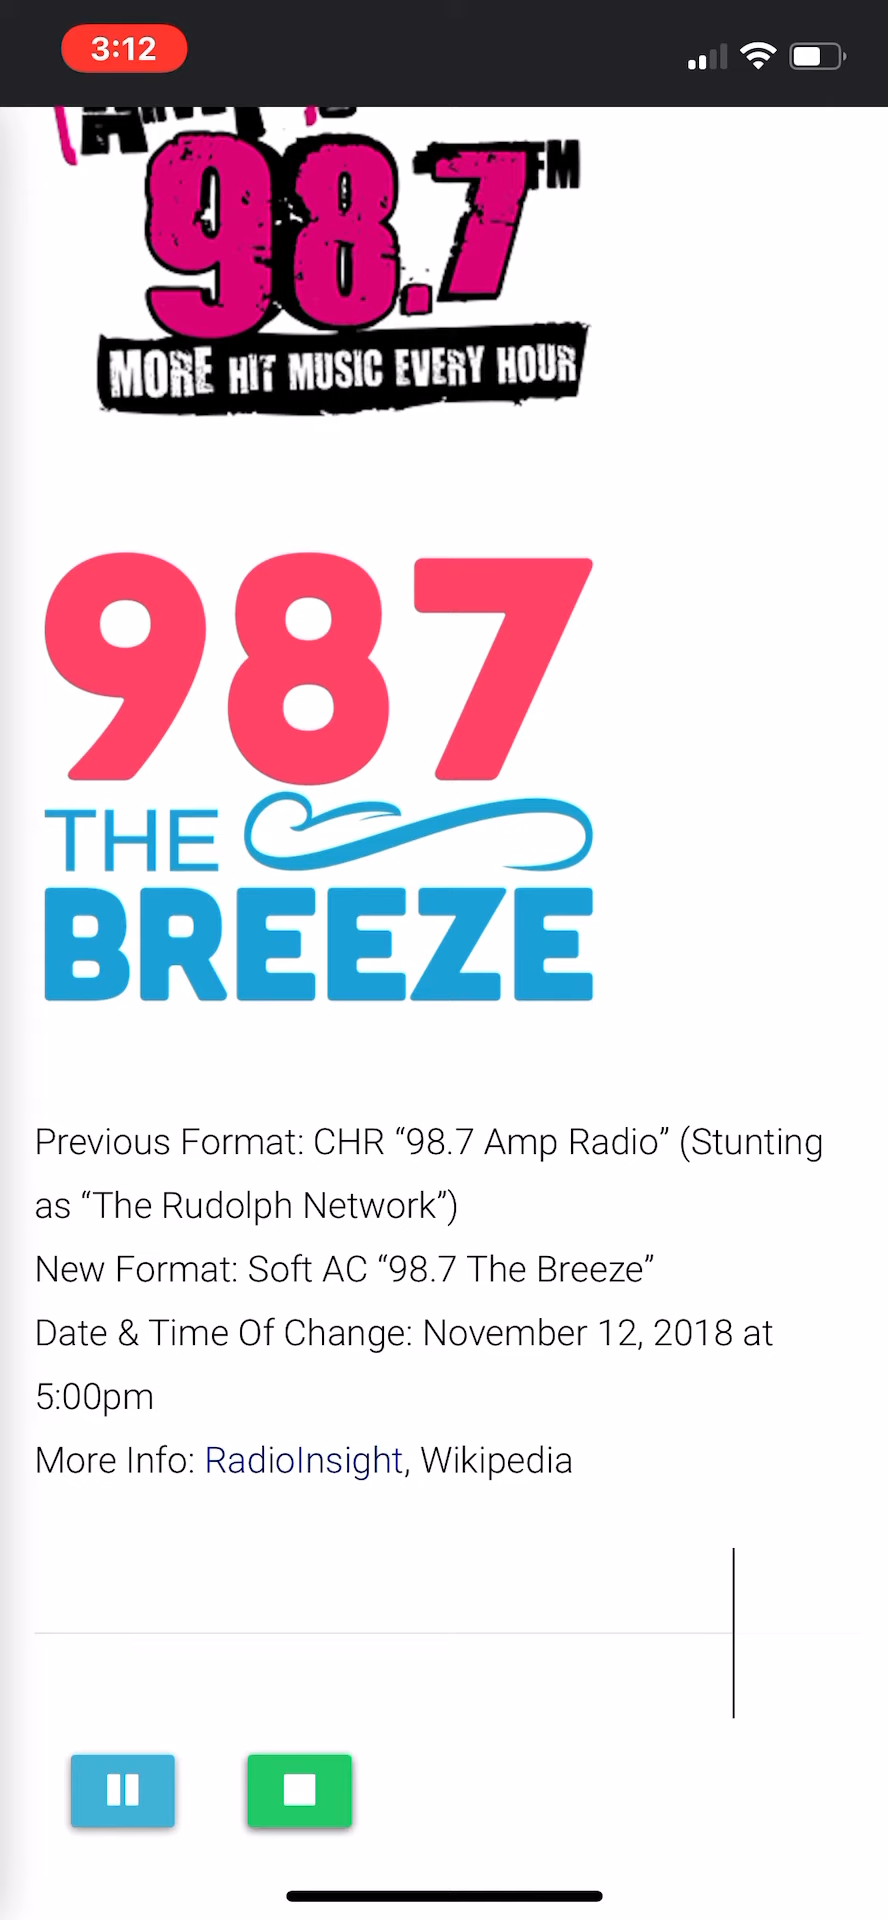 3:12
98.7 FM
MORE HIT MUSIC EVERY HOUR
987
THE
BREEZE
Previous Format: CHR “98.7 Amp Radio” (Stunting
as “The Rudolph Network”)
New Format: Soft AC “98.7 The Breeze”
Date & Time Of Change: November 12, 2018 at
5:00pm
More Info: RadioInsight, Wikipedia